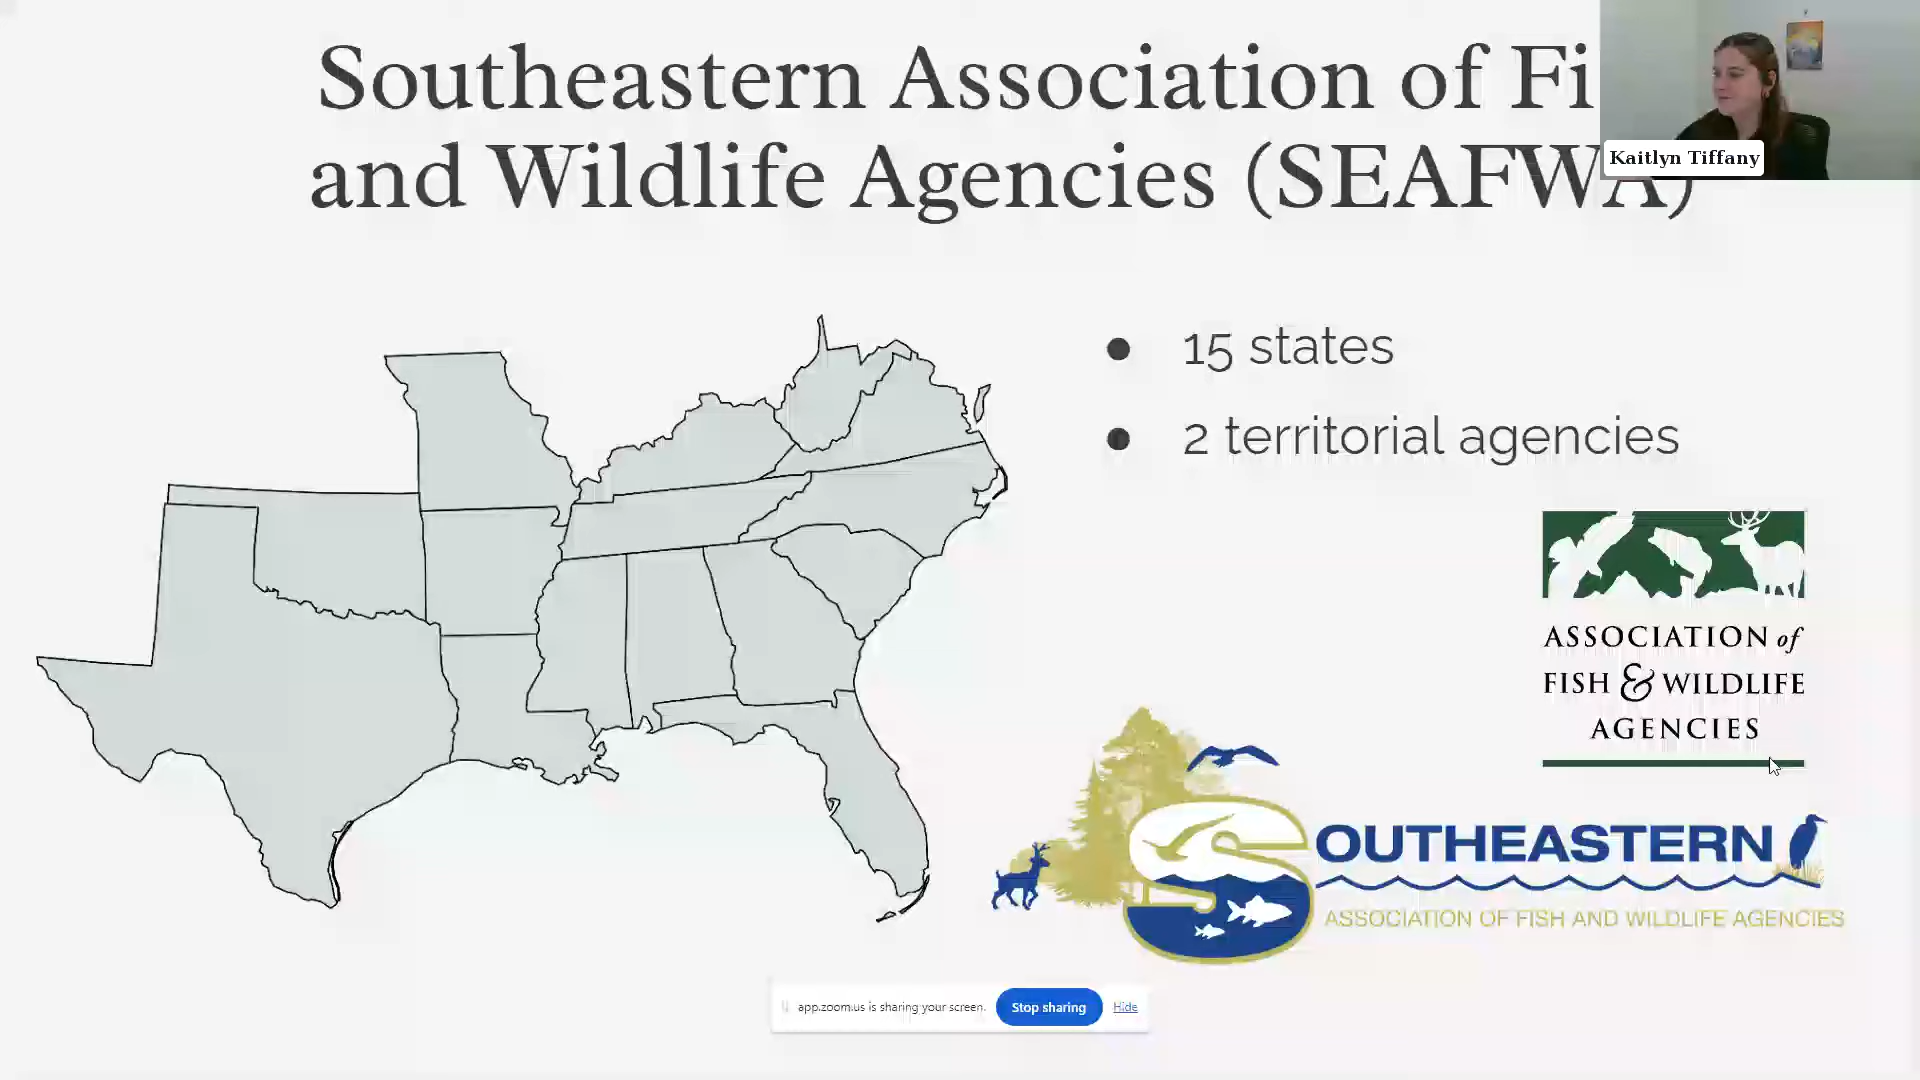 Southeastern Association of Fi
and Wildlife Agencies (SEAFWA)
Kaitlyn Tiffany
● 15 states
● 2 territorial agencies
ASSOCIATION of
FISH & WILDLIFE
AGENCIES
SOUTHEASTERN
ASSOCIATION OF FISH AND WILDLIFE AGENCIES
app.zoom.us is sharing your screen.
Stop sharing
Hide